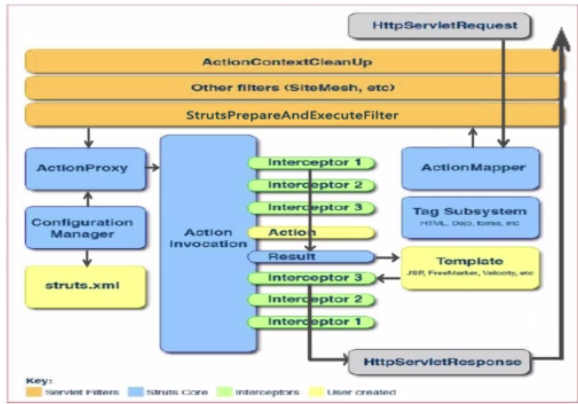 HttpServletRequest
ActionContextCleanUp
Other filters (SiteMesh, etc)
StrutsPrepareAndExecuteFilter
ActionProxy
Configuration
Manager
struts.xml
Action
Invocation
Interceptor 1
Interceptor 2
Interceptor 3
Action
Result
Interceptor 3
Interceptor 2
Interceptor 1
ActionMapper
Tag Subsystem
HTML, Dojo, forms, etc
Template
JSP, FreeMarker, Velocity, etc
HttpServletResponse
Key:
Servlet Filters
Struts Core
Interceptors
User created